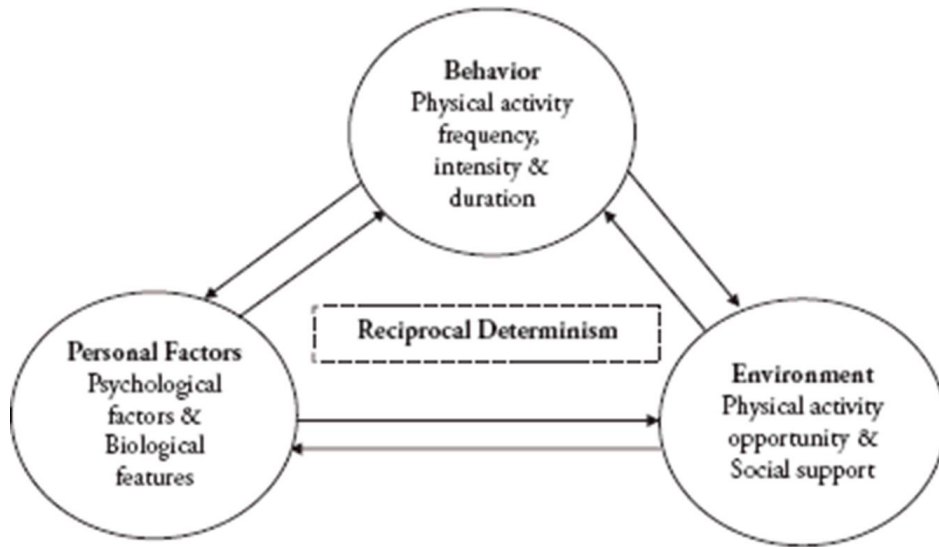 Behavior
Physical activity
frequency,
intensity &
duration
Reciprocal Determinism
Personal Factors
Psychological
factors &
Biological
features
Environment
Physical activity
opportunity &
Social support